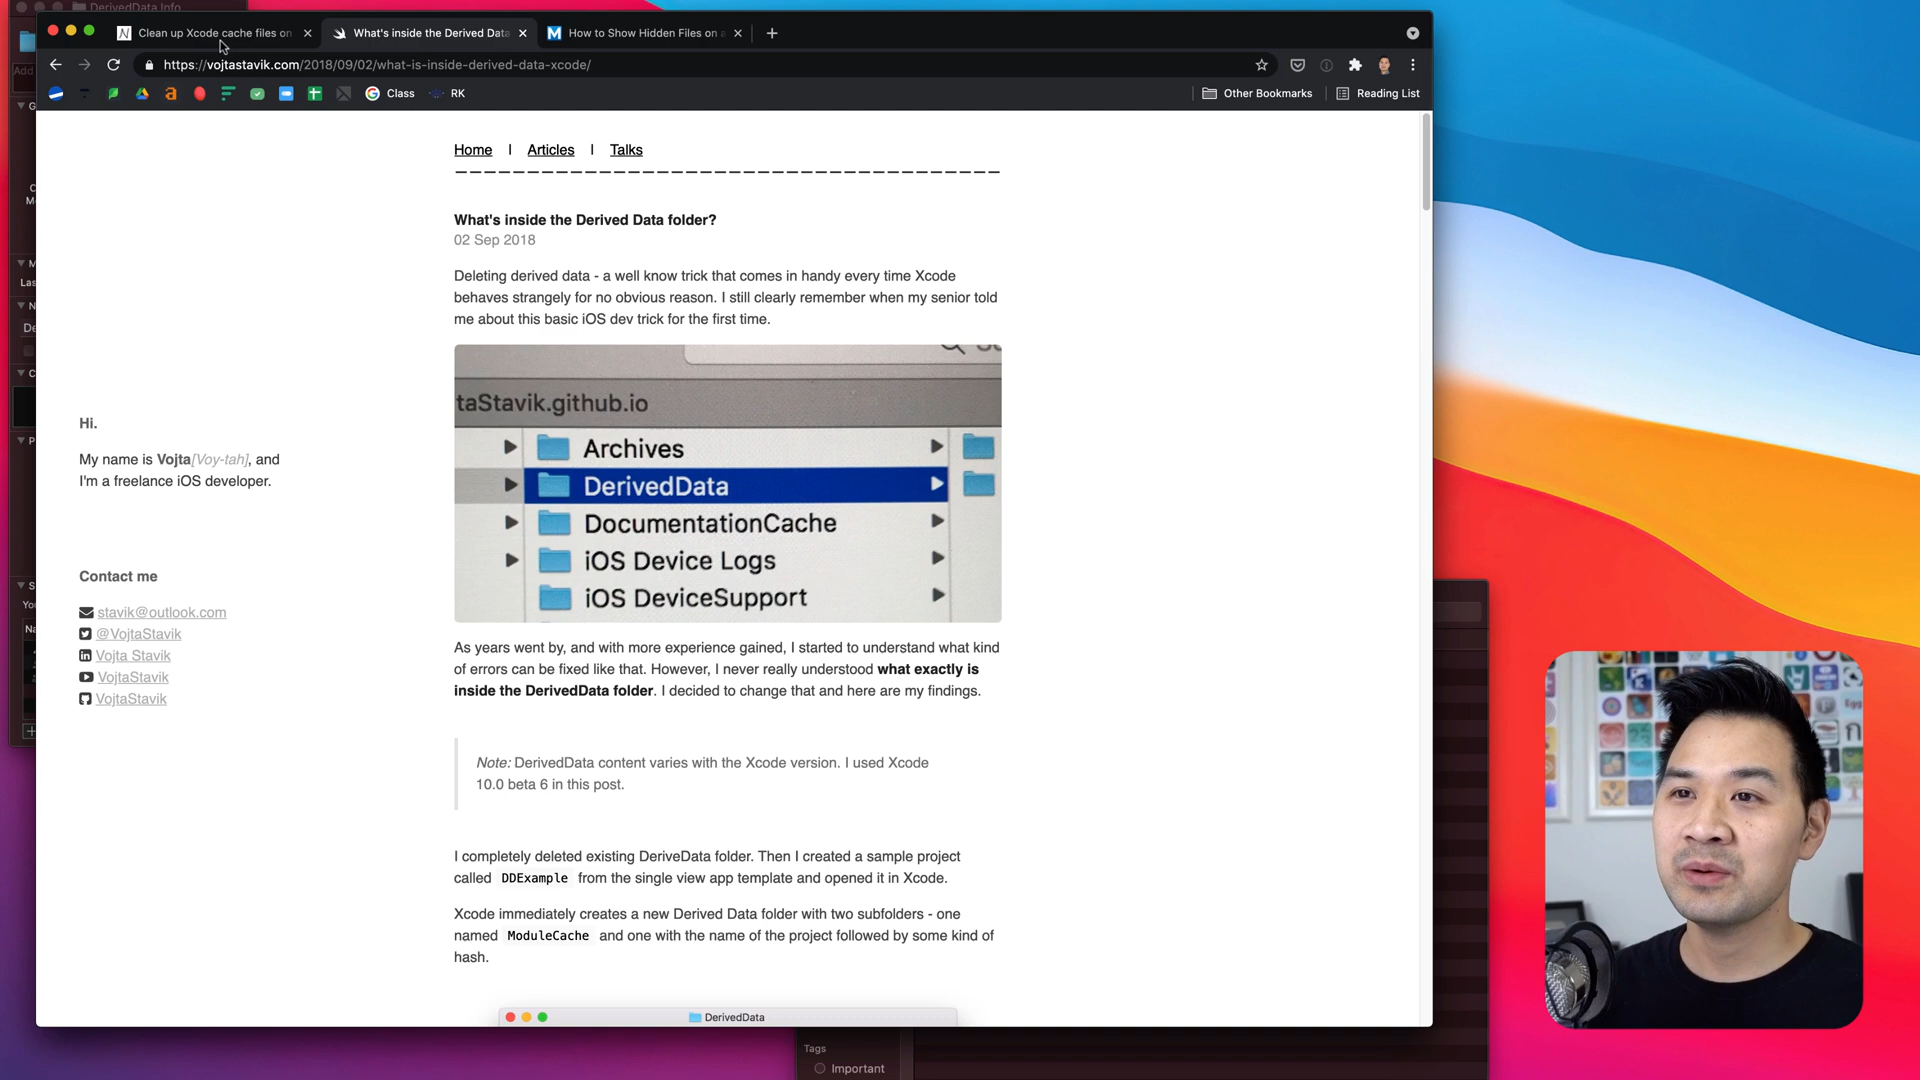 DerivedData Info
Clean up Xcode cache files on
What's inside the Derived Data
How to Show Hidden Files on a
https://vojtastavik.com/2018/09/02/what-is-inside-derived-data-xcode/
Class
RK
Other Bookmarks
Reading List
Home | Articles | Talks
What's inside the Derived Data folder?
02 Sep 2018
Deleting derived data - a well know trick that comes in handy every time Xcode
behaves strangely for no obvious reason. I still clearly remember when my senior told
me about this basic iOS dev trick for the first time.
taStavik.github.io
Archives
DerivedData
DocumentationCache
iOS Device Logs
iOS DeviceSupport
Hi.
My name is Vojta[Voy-tah], and
I'm a freelance iOS developer.
Contact me
stavik@outlook.com
@VojtaStavik
Vojta Stavik
VojtaStavik
VojtaStavik
As years went by, and with more experience gained, I started to understand what kind
of errors can be fixed like that. However, I never really understood what exactly is
inside the DerivedData folder. I decided to change that and here are my findings.
Note: DerivedData content varies with the Xcode version. I used Xcode
10.0 beta 6 in this post.
I completely deleted existing DeriveData folder. Then I created a sample project
called DDExample from the single view app template and opened it in Xcode.
Xcode immediately creates a new Derived Data folder with two subfolders - one
named ModuleCache and one with the name of the project followed by some kind of
hash.
DerivedData
Tags
Important